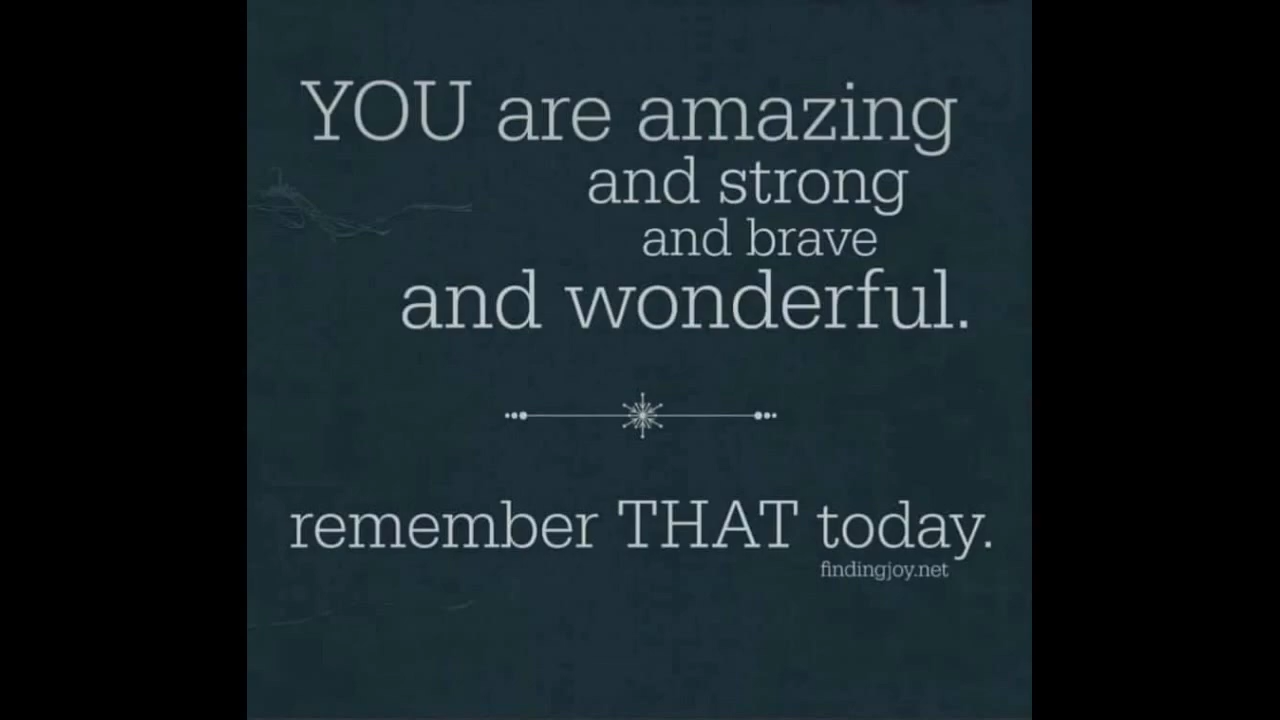 YOU are amazing
and strong
and brave
and wonderful.
remember THAT today.
findingjoy.net